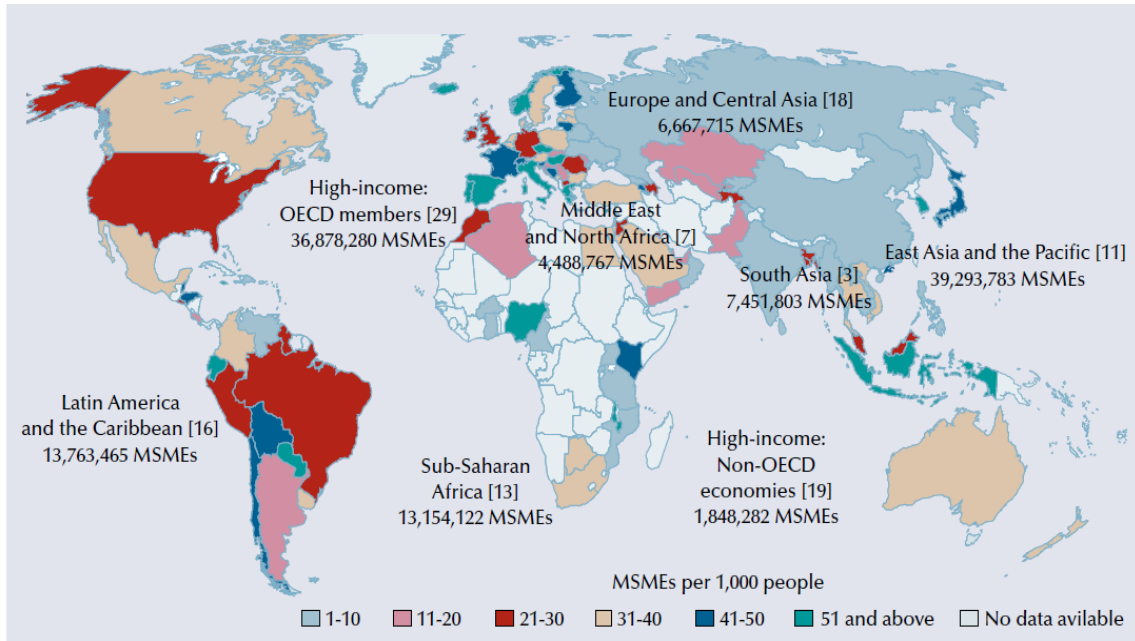 Europe and Central Asia [18]
6,667,715 MSMEs
High-income:
OECD members [29]
36,878,280 MSMEs
Middle East
and North Africa [7]
4,488,767 MSMEs
South Asia [3]
7,451,803 MSMEs
East Asia and the Pacific [11]
39,293,783 MSMEs
Latin America
and the Caribbean [16]
13,763,465 MSMEs
Sub-Saharan
Africa [13]
13,154,122 MSMEs
High-income:
Non-OECD
economies [19]
1,848,282 MSMEs
MSMEs per 1,000 people
1-10 11-20 21-30 31-40 41-50 51 and above No data avilable